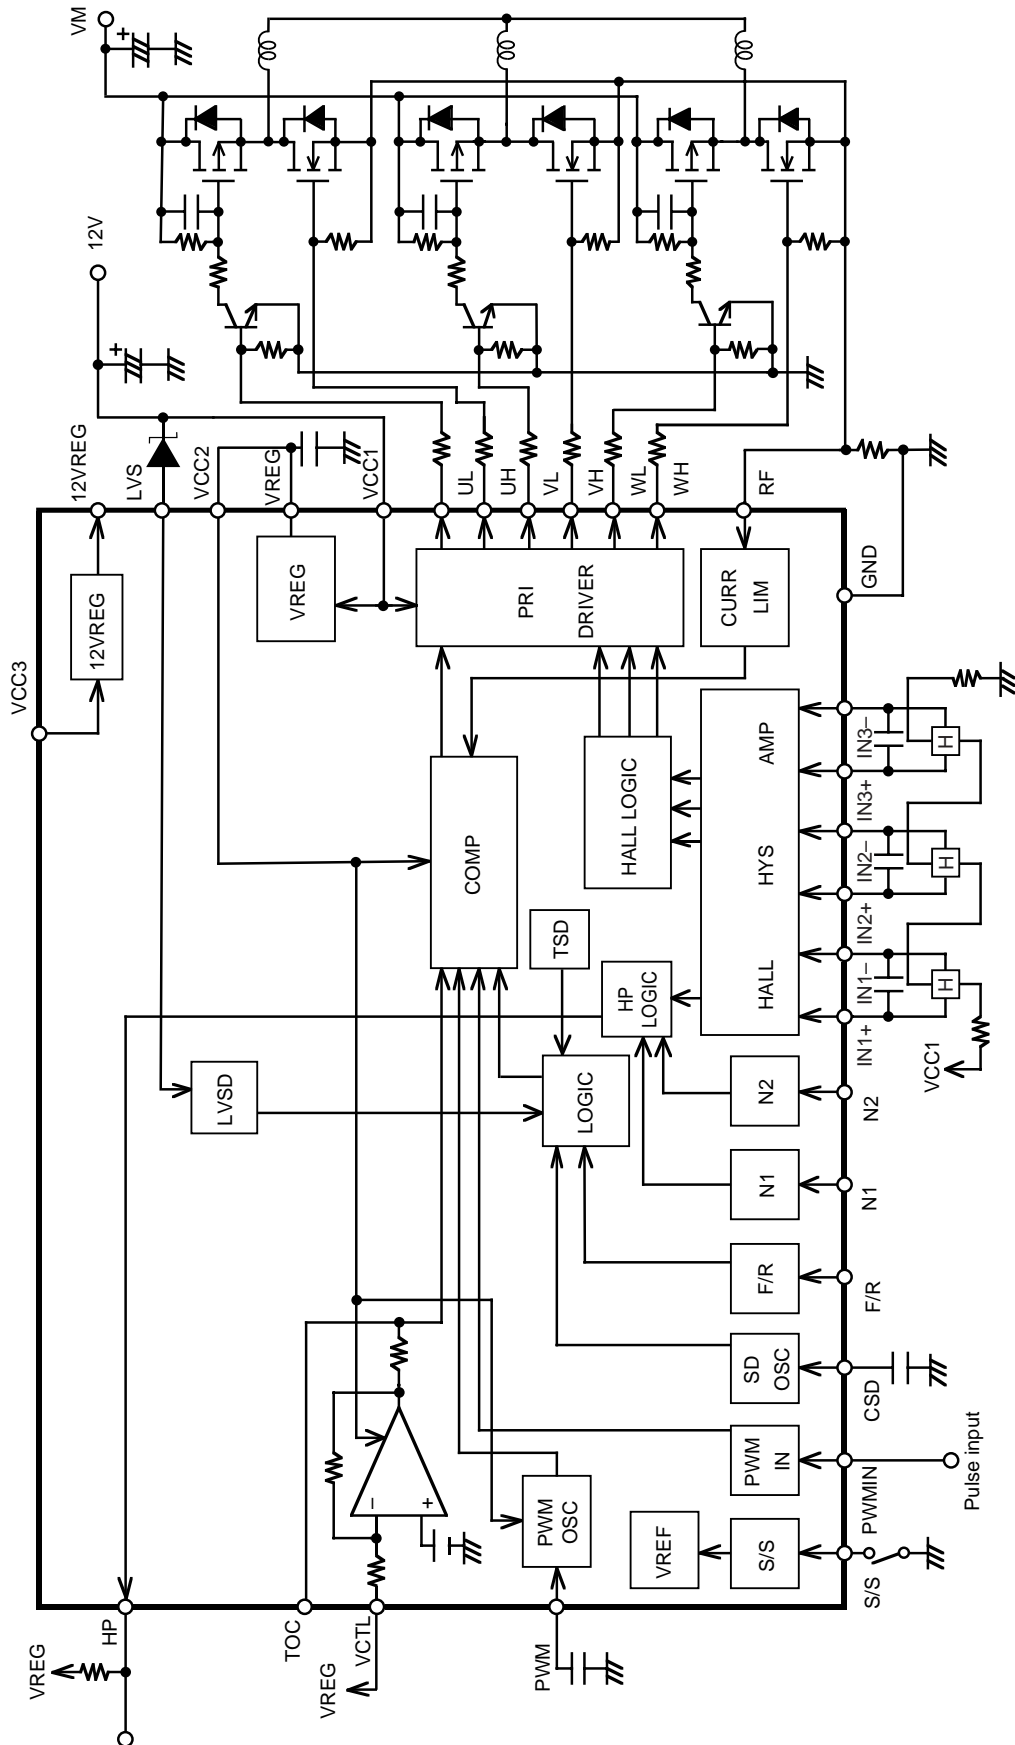 VREG
HP
TOC
VCTL
VREG
PWM
VCC3
12VREG
12VREG
LVS
VCC2
VREG
VCC1
12V
+
VM
+
UL
UH
VL
VH
WL
WH
RF
GND
VREG
PRI
DRIVER
CURR
LIM
COMP
HALL LOGIC
TSD
LVSD
LOGIC
HP
LOGIC
HALL
HYS
AMP
–
+
PWM
OSC
VREF
S/S
PWM
IN
SD
OSC
F/R
N1
N2
S/S
PWMIN
Pulse input
CSD
F/R
N1
N2
VCC1
IN1+
IN1–
IN2+
IN2–
IN3+
IN3–
H
H
H